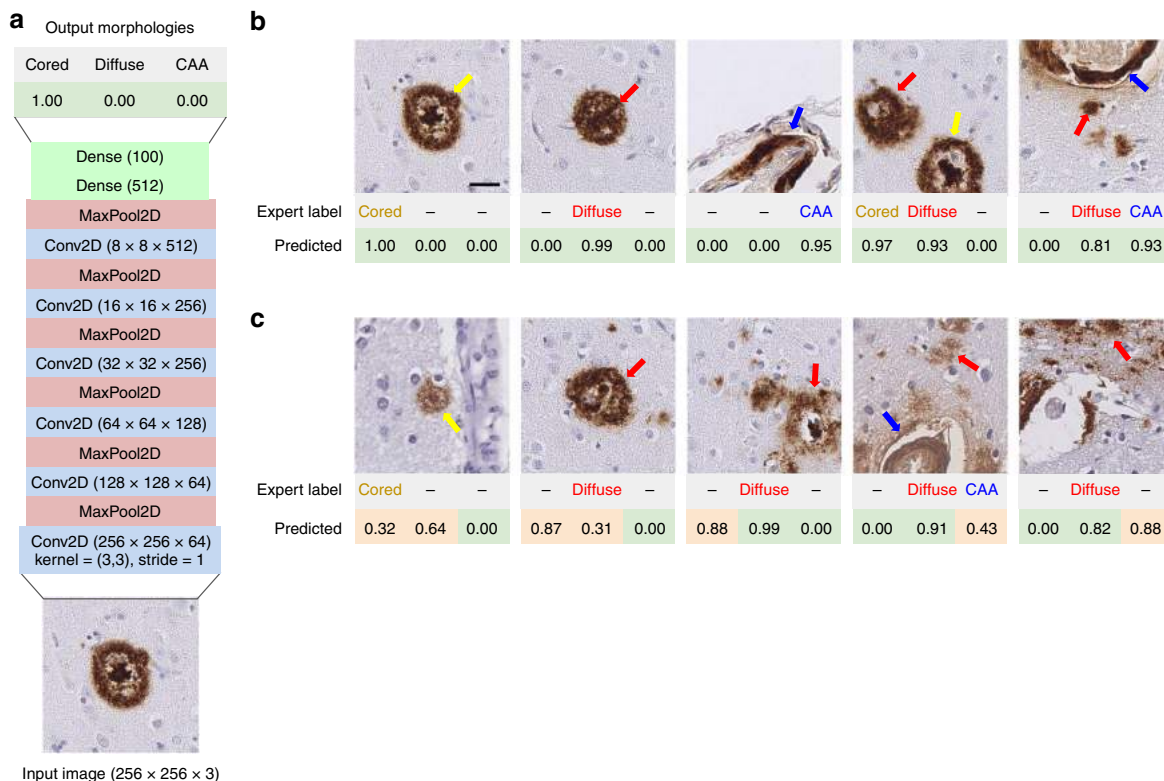 a
Output morphologies
Cored Diffuse CAA
1.00 0.00 0.00
Dense (100)
Dense (512)
MaxPool2D
Conv2D (8 × 8 × 512)
MaxPool2D
Conv2D (16 × 16 × 256)
MaxPool2D
Conv2D (32 × 32 × 256)
MaxPool2D
Conv2D (64 × 64 × 128)
MaxPool2D
Conv2D (128 × 128 × 64)
MaxPool2D
Conv2D (256 × 256 × 64)
kernel = (3,3), stride = 1
Input image (256 × 256 × 3)
b
Expert label Cored – – – Diffuse – – – CAA Cored Diffuse – – Diffuse CAA
Predicted 1.00 0.00 0.00 0.00 0.99 0.00 0.00 0.00 0.95 0.97 0.93 0.00 0.00 0.81 0.93
c
Expert label Cored – – – Diffuse – – Diffuse – – Diffuse CAA – Diffuse –
Predicted 0.32 0.64 0.00 0.87 0.31 0.00 0.88 0.99 0.00 0.00 0.91 0.43 0.00 0.82 0.88